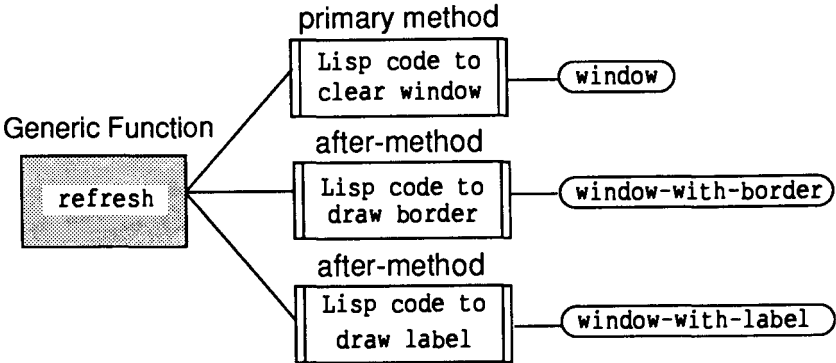 primary method
Lisp code to
clear window
window
Generic Function
refresh
after-method
Lisp code to
draw border
window-with-border
after-method
Lisp code to
draw label
window-with-label